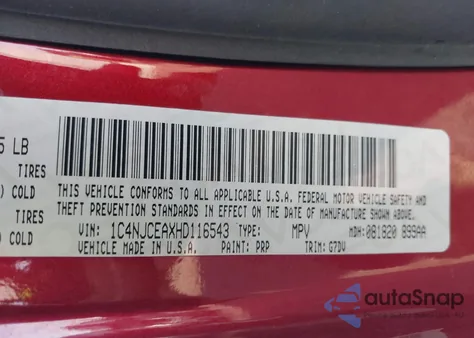 5 LB
TIRES
) COLD
TIRES
) COLD
THIS VEHICLE CONFORMS TO ALL APPLICABLE U.S.A. FEDERAL MOTOR VEHICLE SAFETY AND
THEFT PREVENTION STANDARDS IN EFFECT ON THE DATE OF MANUFACTURE SHOWN ABOVE.
VIN: 1C4NJCEAXHD116543 TYPE: MPV MDH: 081820 899AA
VEHICLE MADE IN U.S.A. PAINT: PRP TRIM: G7DV
autoSnap